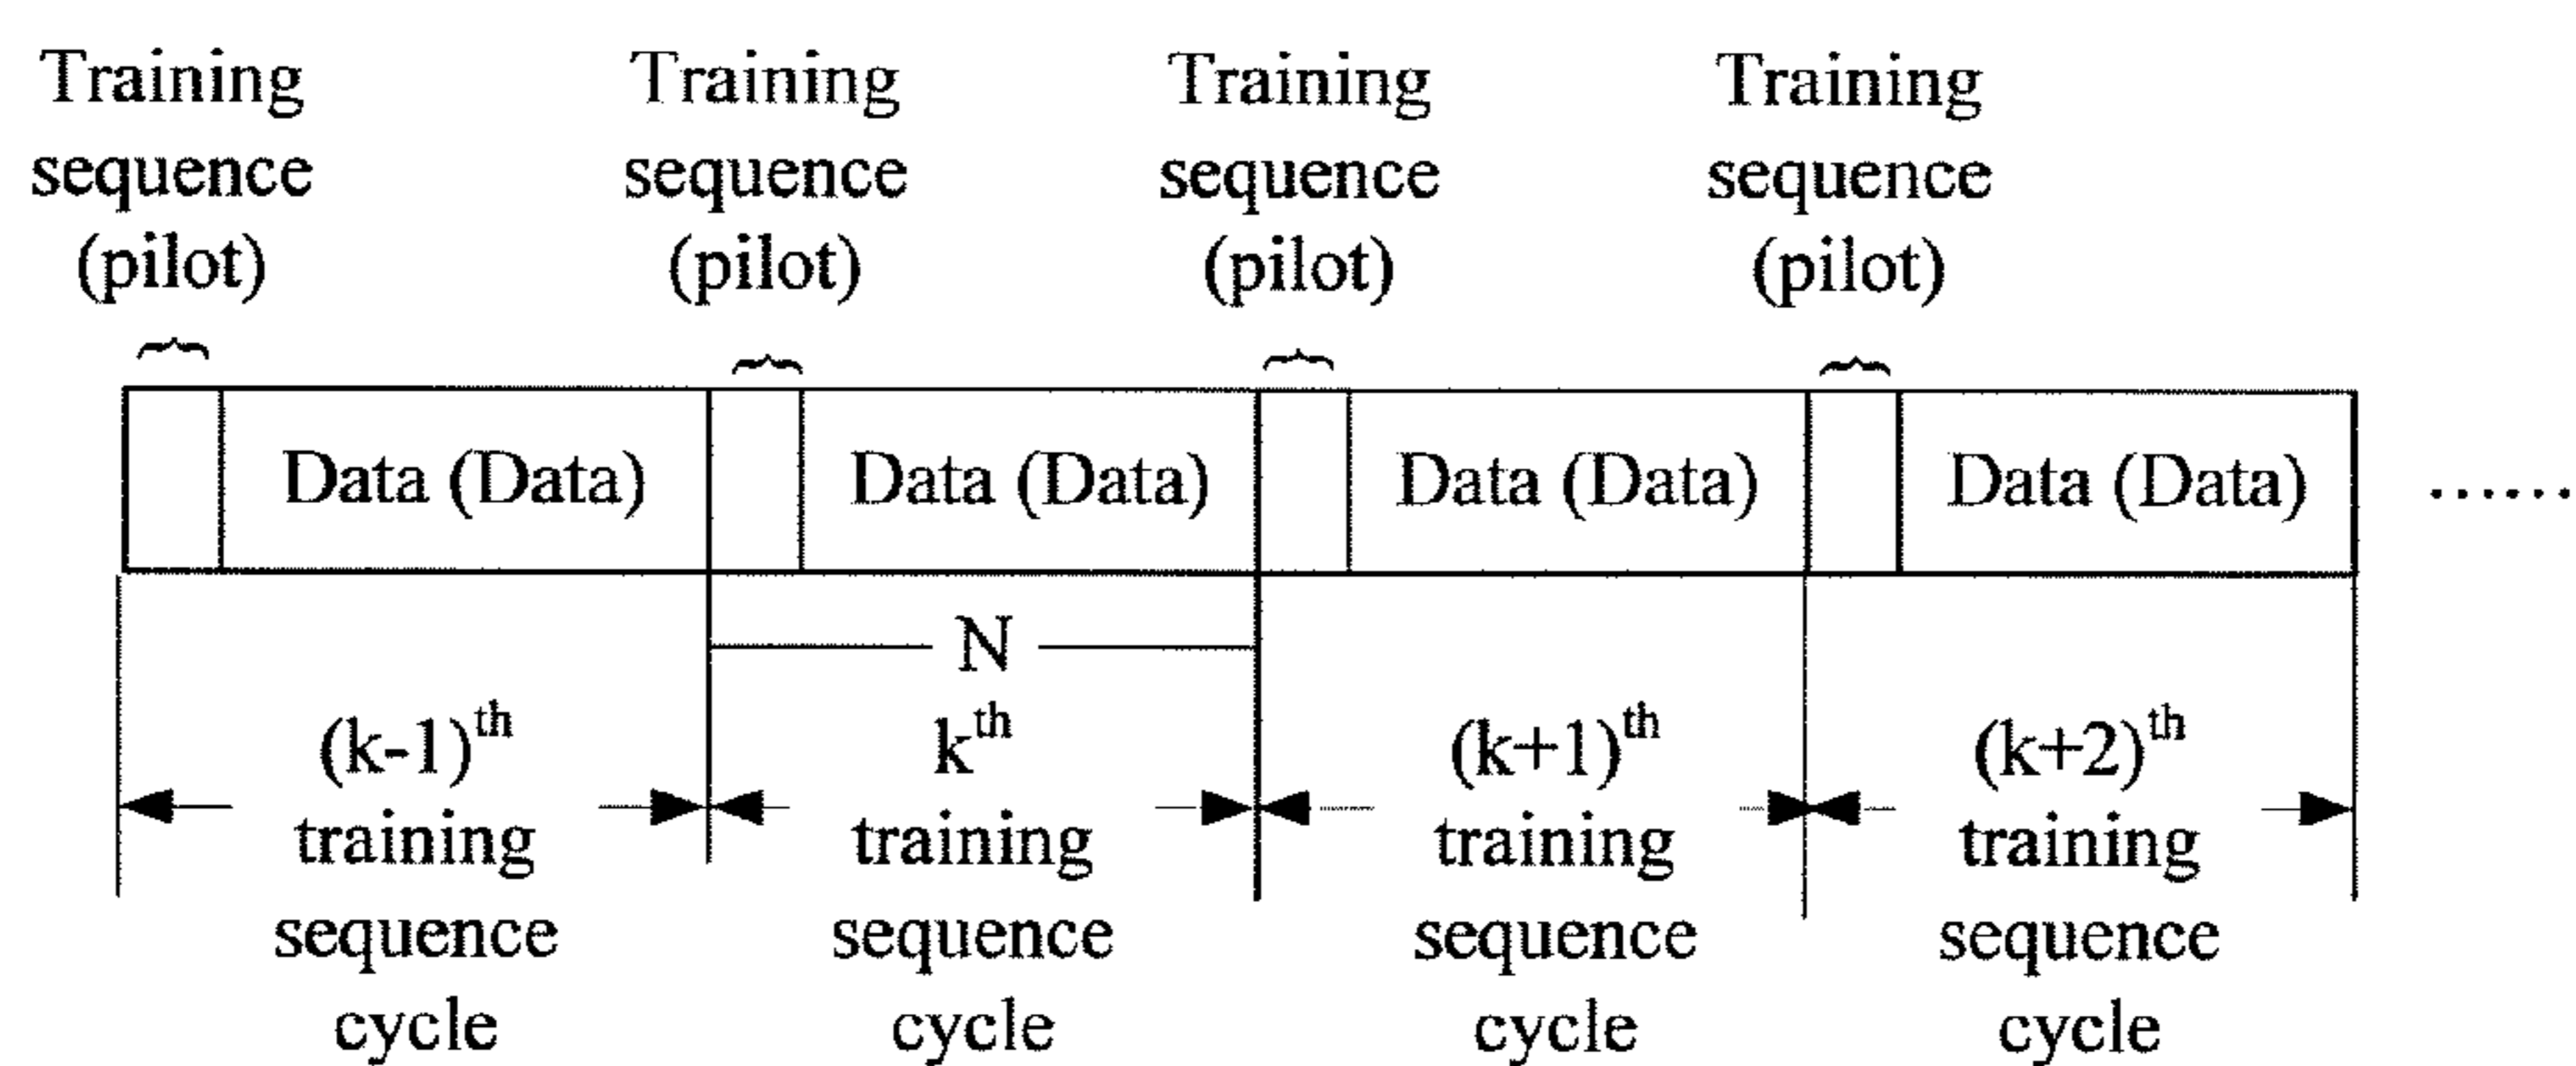 Training
sequence
(pilot)
Training
sequence
(pilot)
Training
sequence
(pilot)
Training
sequence
(pilot)
Data (Data)
Data (Data)
Data (Data)
Data (Data)
......
N
(k-1)th
training
sequence
cycle
kth
training
sequence
cycle
(k+1)th
training
sequence
cycle
(k+2)th
training
sequence
cycle